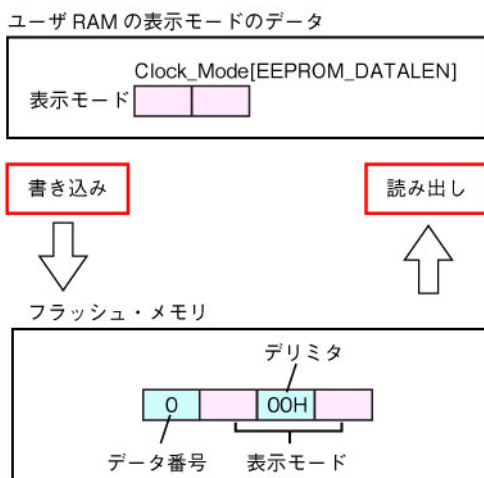 ユーザRAMの表示モードのデータ
Clock_Mode[EEPROM_DATALEN]
表示モード
書き込み
読み出し
フラッシュ・メモリ
デリミタ
0
00H
データ番号
表示モード